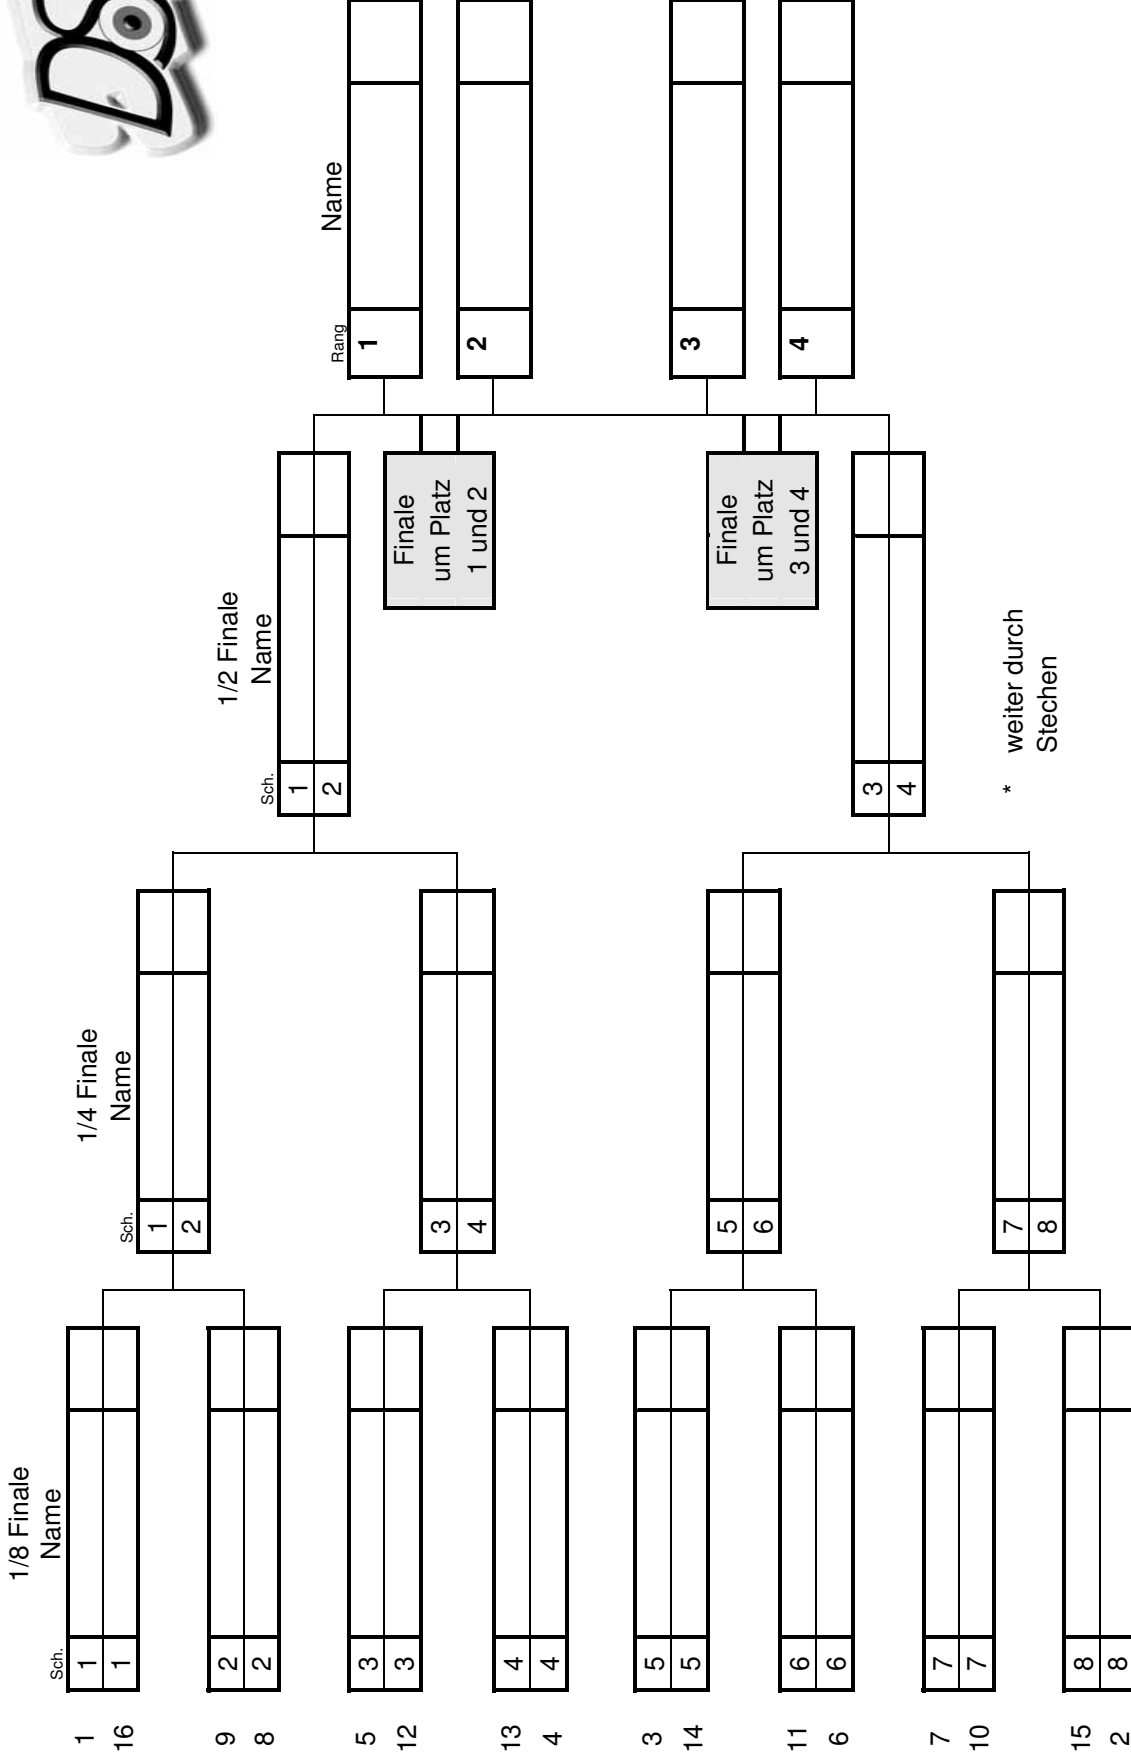 DS
1/8 Finale
Name
Sch.
1 1
16 1
9 2
8 2
5 3
12 3
13 4
4 4
3 5
14 5
11 6
6 6
7 7
10 7
15 8
2 8
1/4 Finale
Name
Sch.
1
2
3
4
5
6
7
8
1/2 Finale
Name
Sch.
1
2
3
4
Finale
um Platz
1 und 2
Finale
um Platz
3 und 4
* weiter durch
Stechen
Name
Rang
1
2
3
4